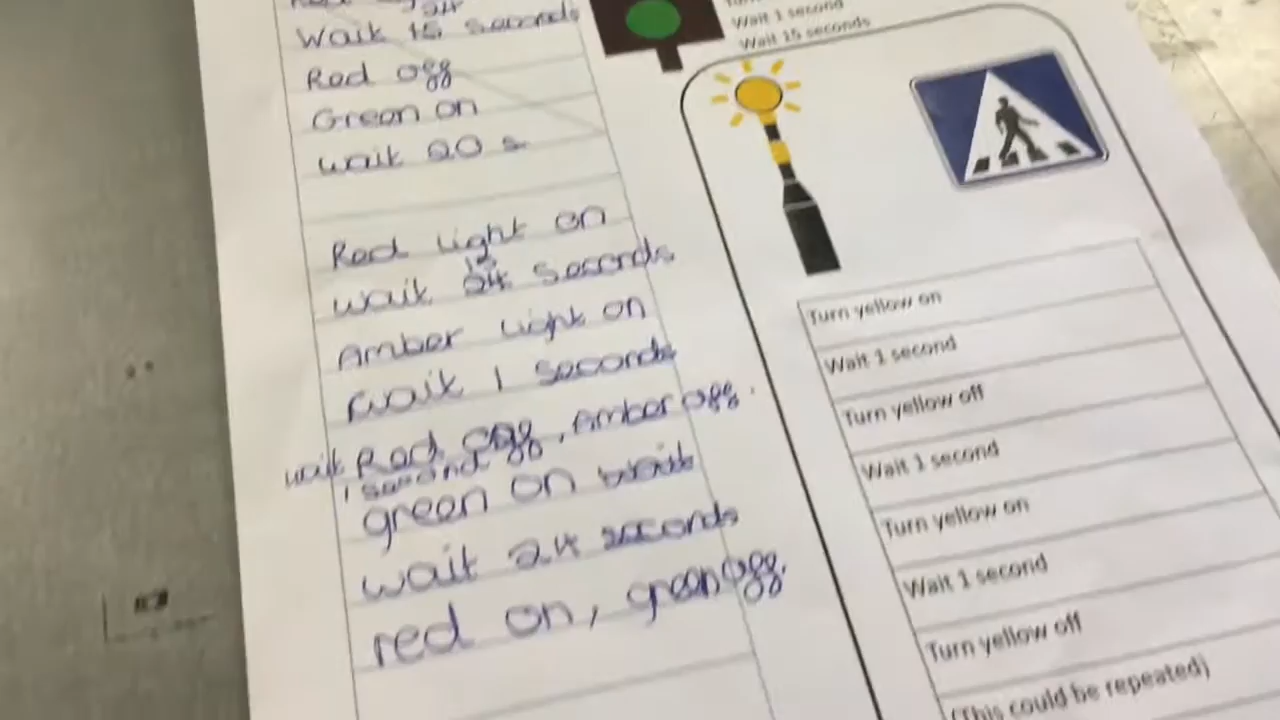 Wait 15 seconds
Red off
Green on
wait 20 s
Red light on
12
wait 24 seconds
Amber light on
wait 1 seconds
wait Red off, Amber off.
1 second
green on wait
wait 24 seconds
red on, green off.
Wait 1 second
Wait 15 seconds
Turn yellow on
Wait 1 second
Turn yellow off
Wait 1 second
Turn yellow on
Wait 1 second
Turn yellow off
(This could be repeated)